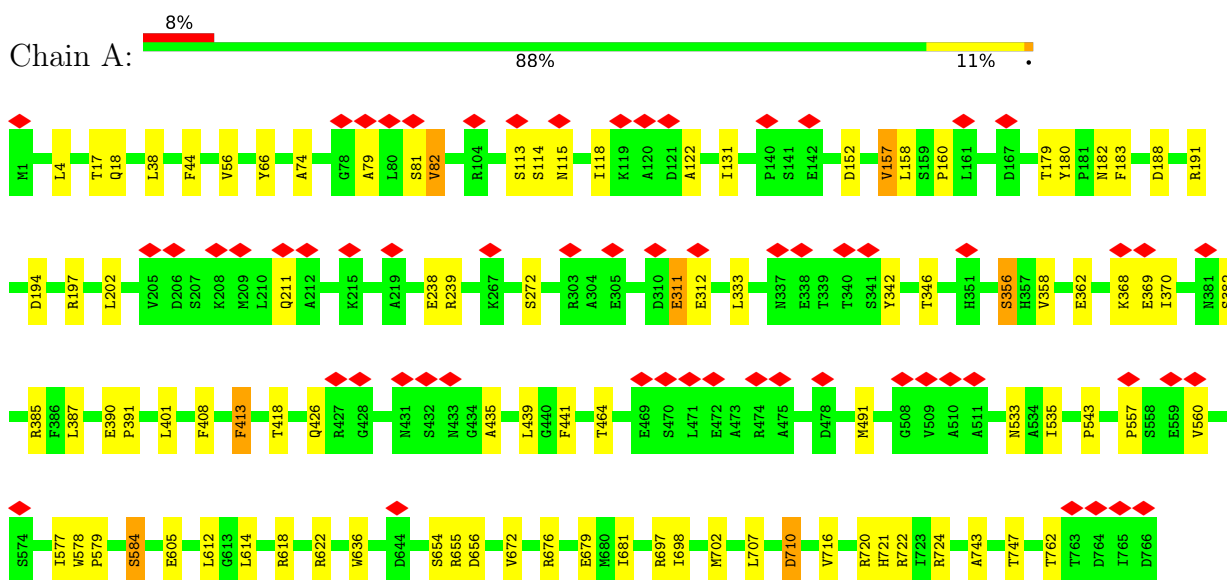 8%
Chain A:
88% 11% •
M1 L4 T17 Q18 L38 F44 V56 Y66 A74 G78 A79 L80 S81 V82 R104 S113 S114 N115 I118 K119 A120 D121 A122 I131 P140 S141 E142 D152 V157 L158 S159 P160 L161 D167 T179 Y180 P181 N182 F183 D188 R191
D194 R197 L202 V205 D206 S207 K208 M209 L210 Q211 A212 K215 A219 E238 R239 K267 S272 R303 A304 E305 D310 E311 E312 L333 N337 E338 T339 T340 S341 Y342 T346 H351 S356 H357 V358 E362 K368 E369 I370 N381
R385 F386 L387 E390 P391 L401 F408 F413 T418 Q426 R427 G428 N431 S432 N433 G434 A435 L439 G440 F441 T464 E469 S470 L471 E472 A473 R474 A475 D478 M491 G508 V509 A510 A511 N533 A534 I535 P543 P557 S558 E559 V560
S574 I577 W578 P579 S584 E605 L612 G613 L614 R618 R622 W636 D644 S654 R655 D656 V672 R676 E679 M680 I681 R697 I698 M702 L707 D710 V716 R720 H721 R722 I723 R724 A743 T747 T762 T763 D764 I765 D766